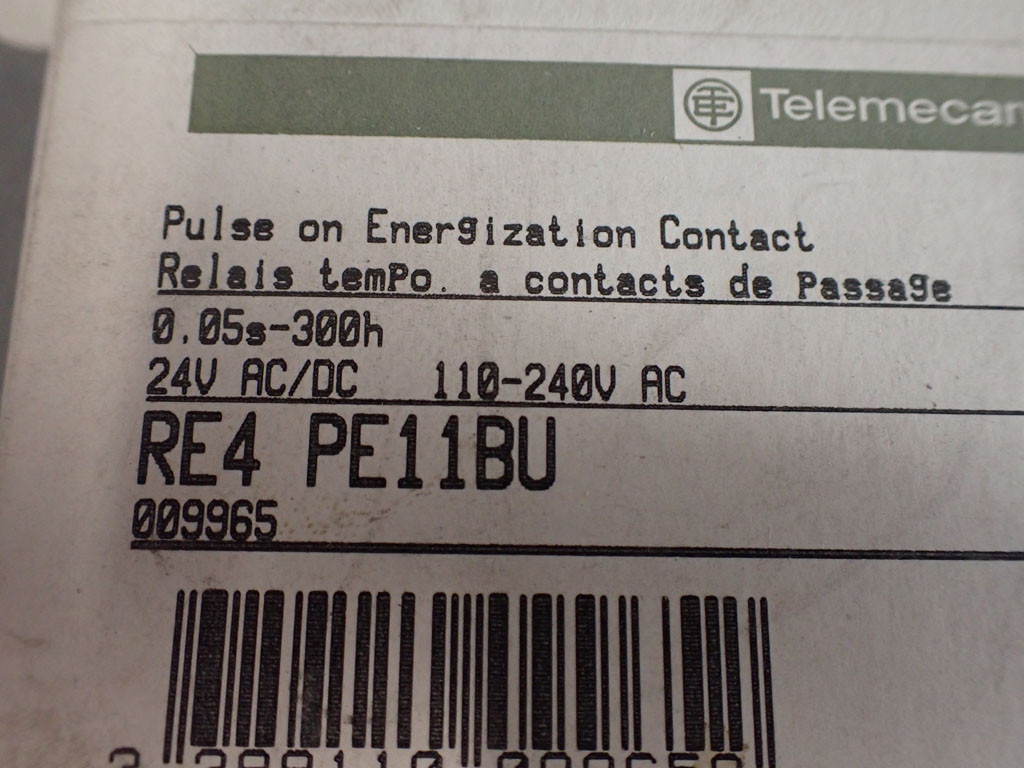 Telemecan
Pulse on Energization Contact
Relais temPo. a contacts de Passage
0.05s-300h
24V AC/DC 110-240V AC
RE4 PE11BU
009965